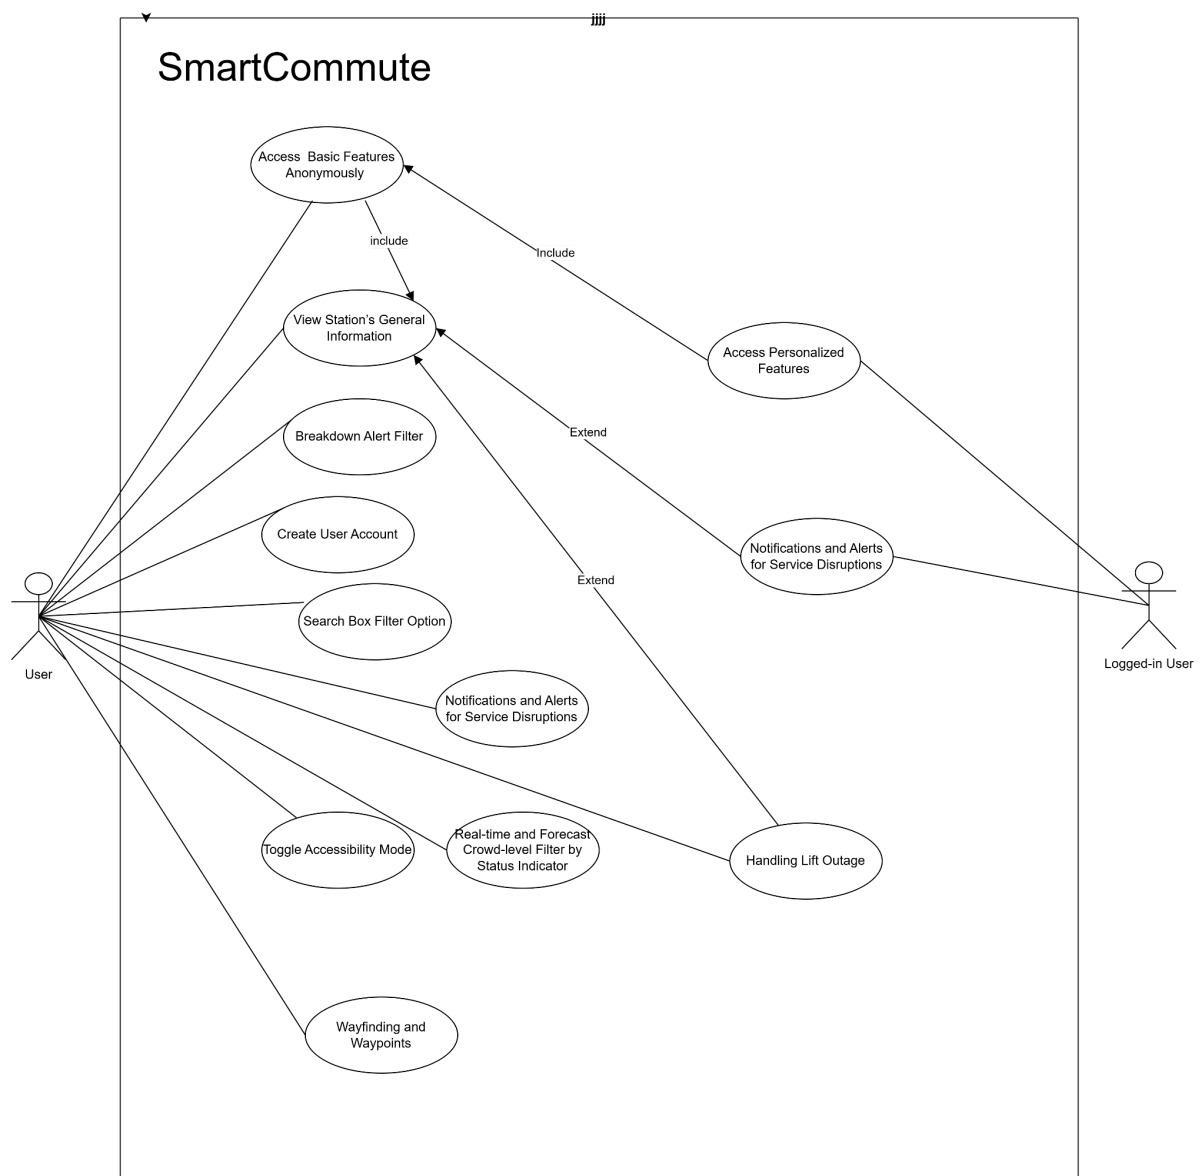 jjjj
SmartCommute
Access  Basic Features
Anonymously
include
Include
View Station’s General
Information
Access Personalized
Features
Breakdown Alert Filter
Extend
Create User Account
Notifications and Alerts
for Service Disruptions
Extend
Search Box Filter Option
User
Logged-in User
Notifications and Alerts
for Service Disruptions
Toggle Accessibility Mode
Real-time and Forecast
Crowd-level Filter by
Status Indicator
Handling Lift Outage
Wayfinding and
Waypoints